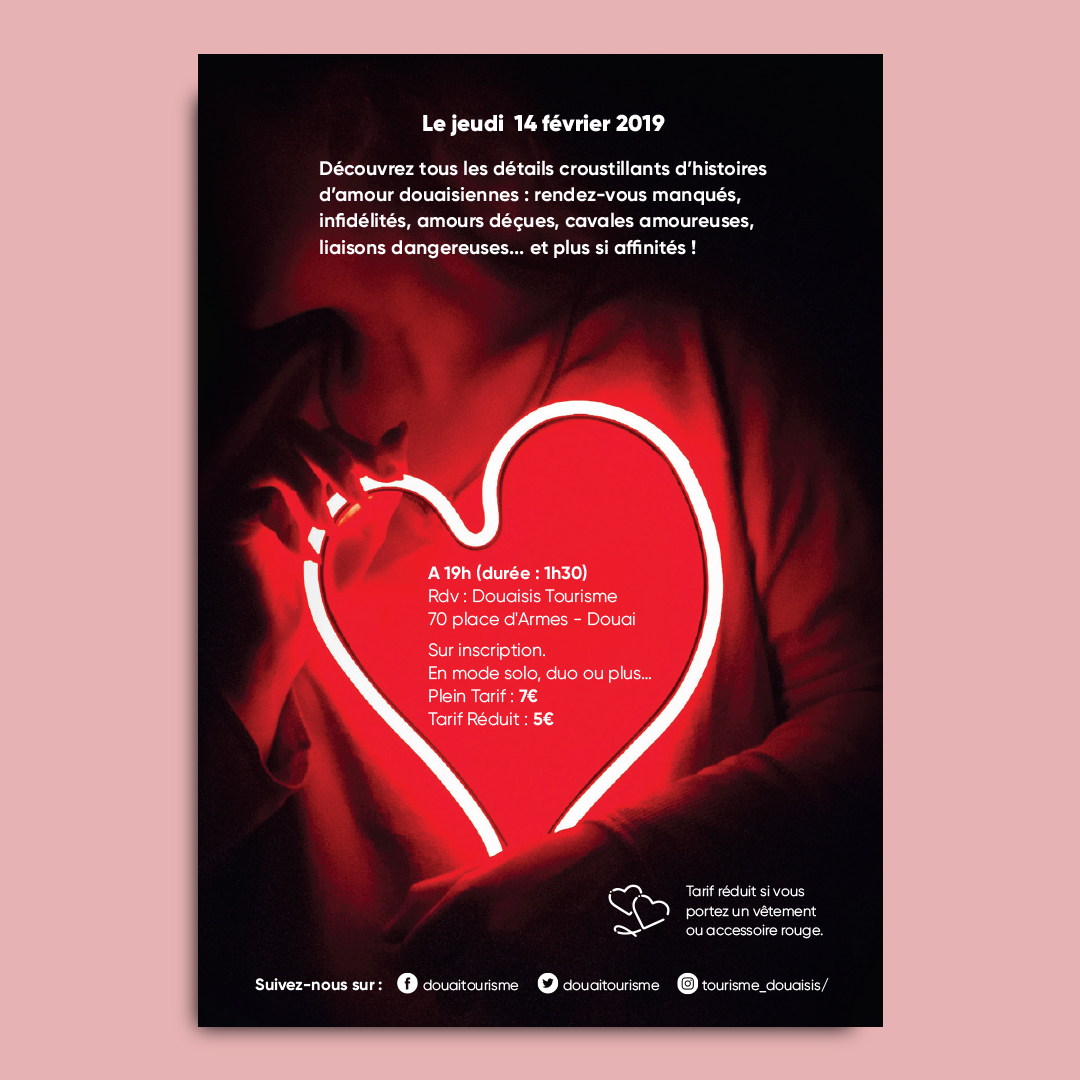 Le jeudi 14 février 2019
Découvrez tous les détails croustillants d’histoires
d’amour douaisiennes : rendez-vous manqués,
infidélités, amours déçues, cavales amoureuses,
liaisons dangereuses... et plus si affinités !
A 19h (durée : 1h30)
Rdv : Douaisis Tourisme
70 place d'Armes - Douai
Sur inscription.
En mode solo, duo ou plus...
Plein Tarif : 7€
Tarif Réduit : 5€
Tarif réduit si vous
portez un vêtement
ou accessoire rouge.
Suivez-nous sur : douaitourisme douaitourisme tourisme_douaisis/